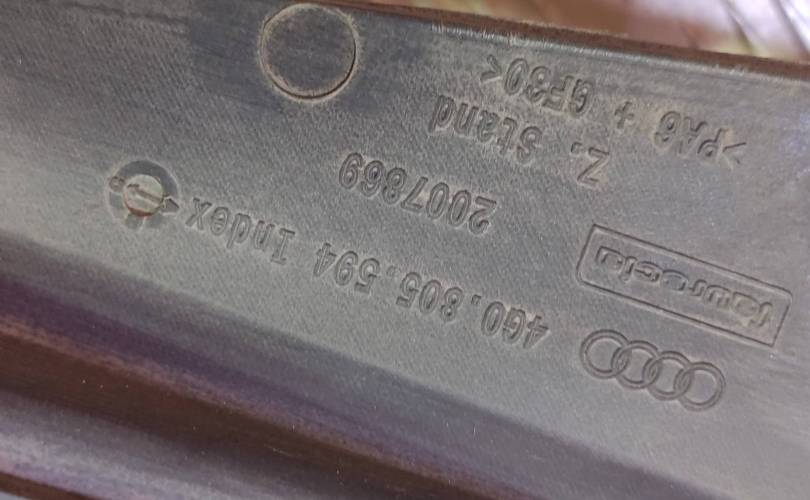 faurecia
4G0.805.594 Index
2007869
Z. Stand
>PA6 + GF30<